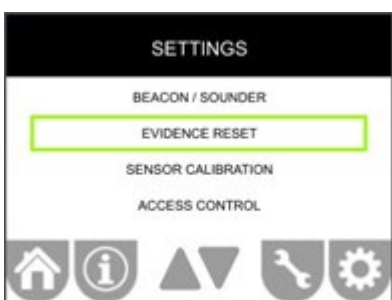 SETTINGS
BEACON / SOUNDER
EVIDENCE RESET
SENSOR CALIBRATION
ACCESS CONTROL